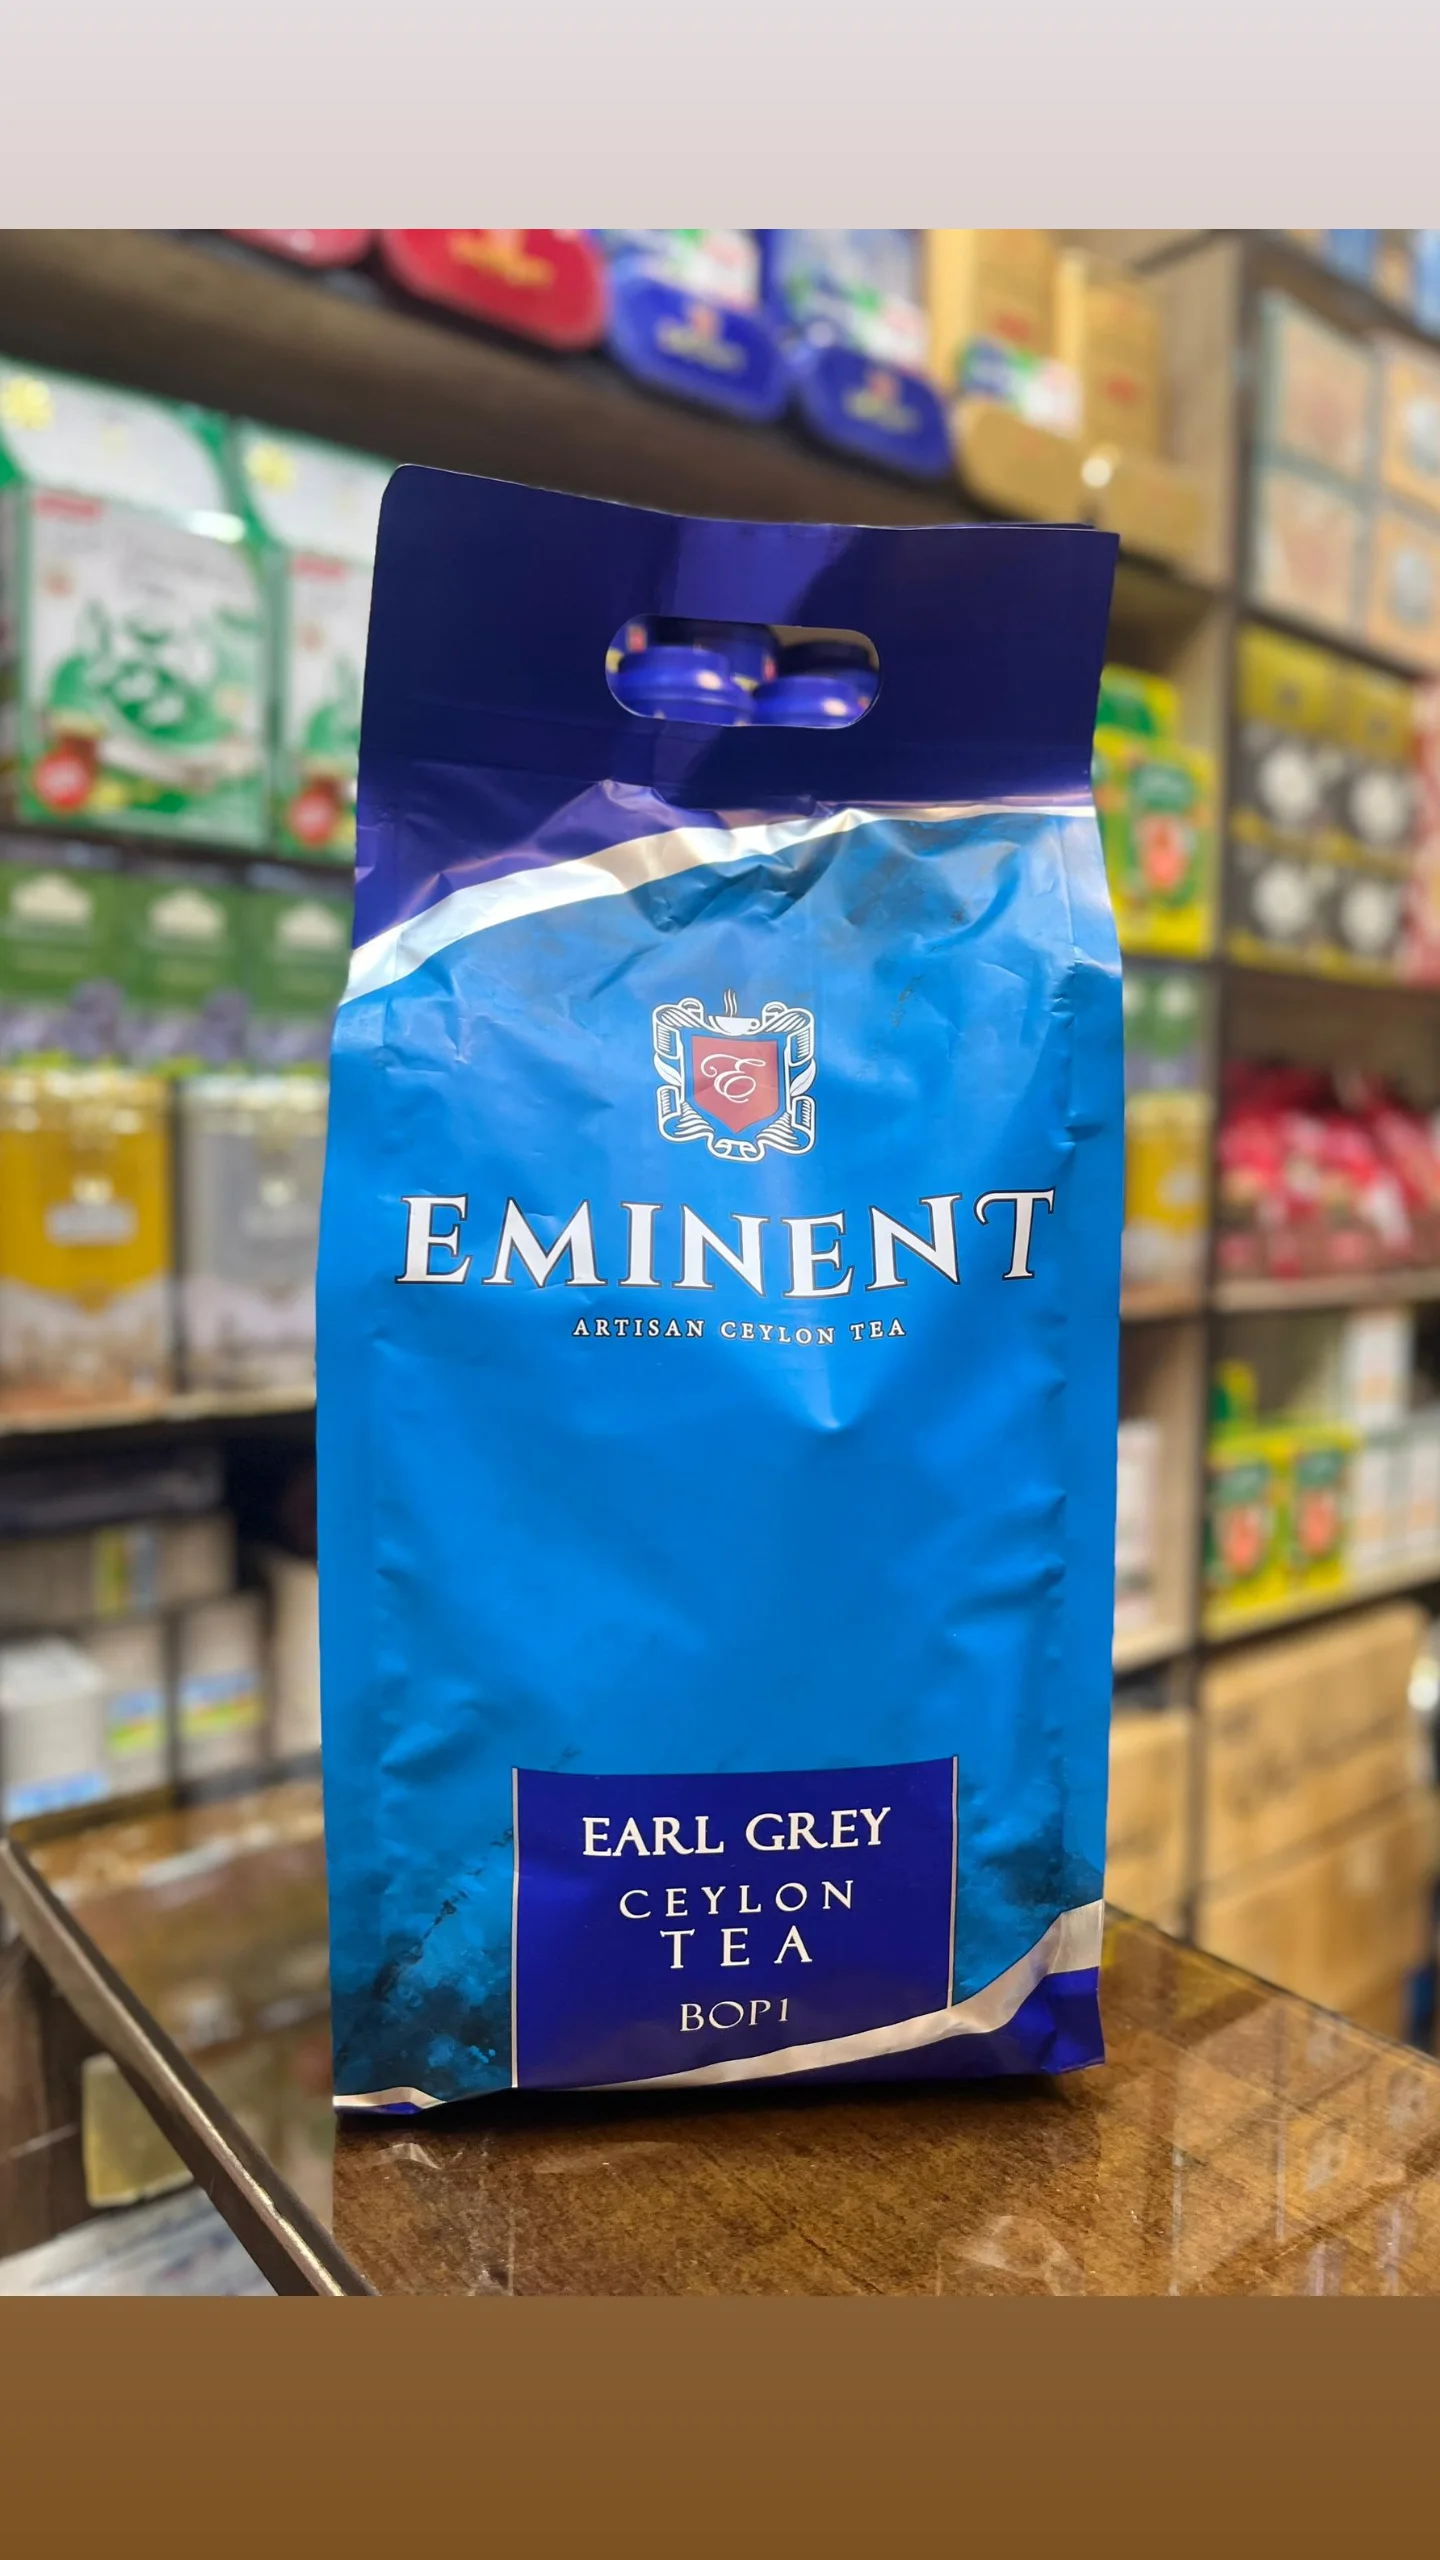 E
EMINENT
ARTISAN CEYLON TEA
EARL GREY
CEYLON
TEA
BOP1